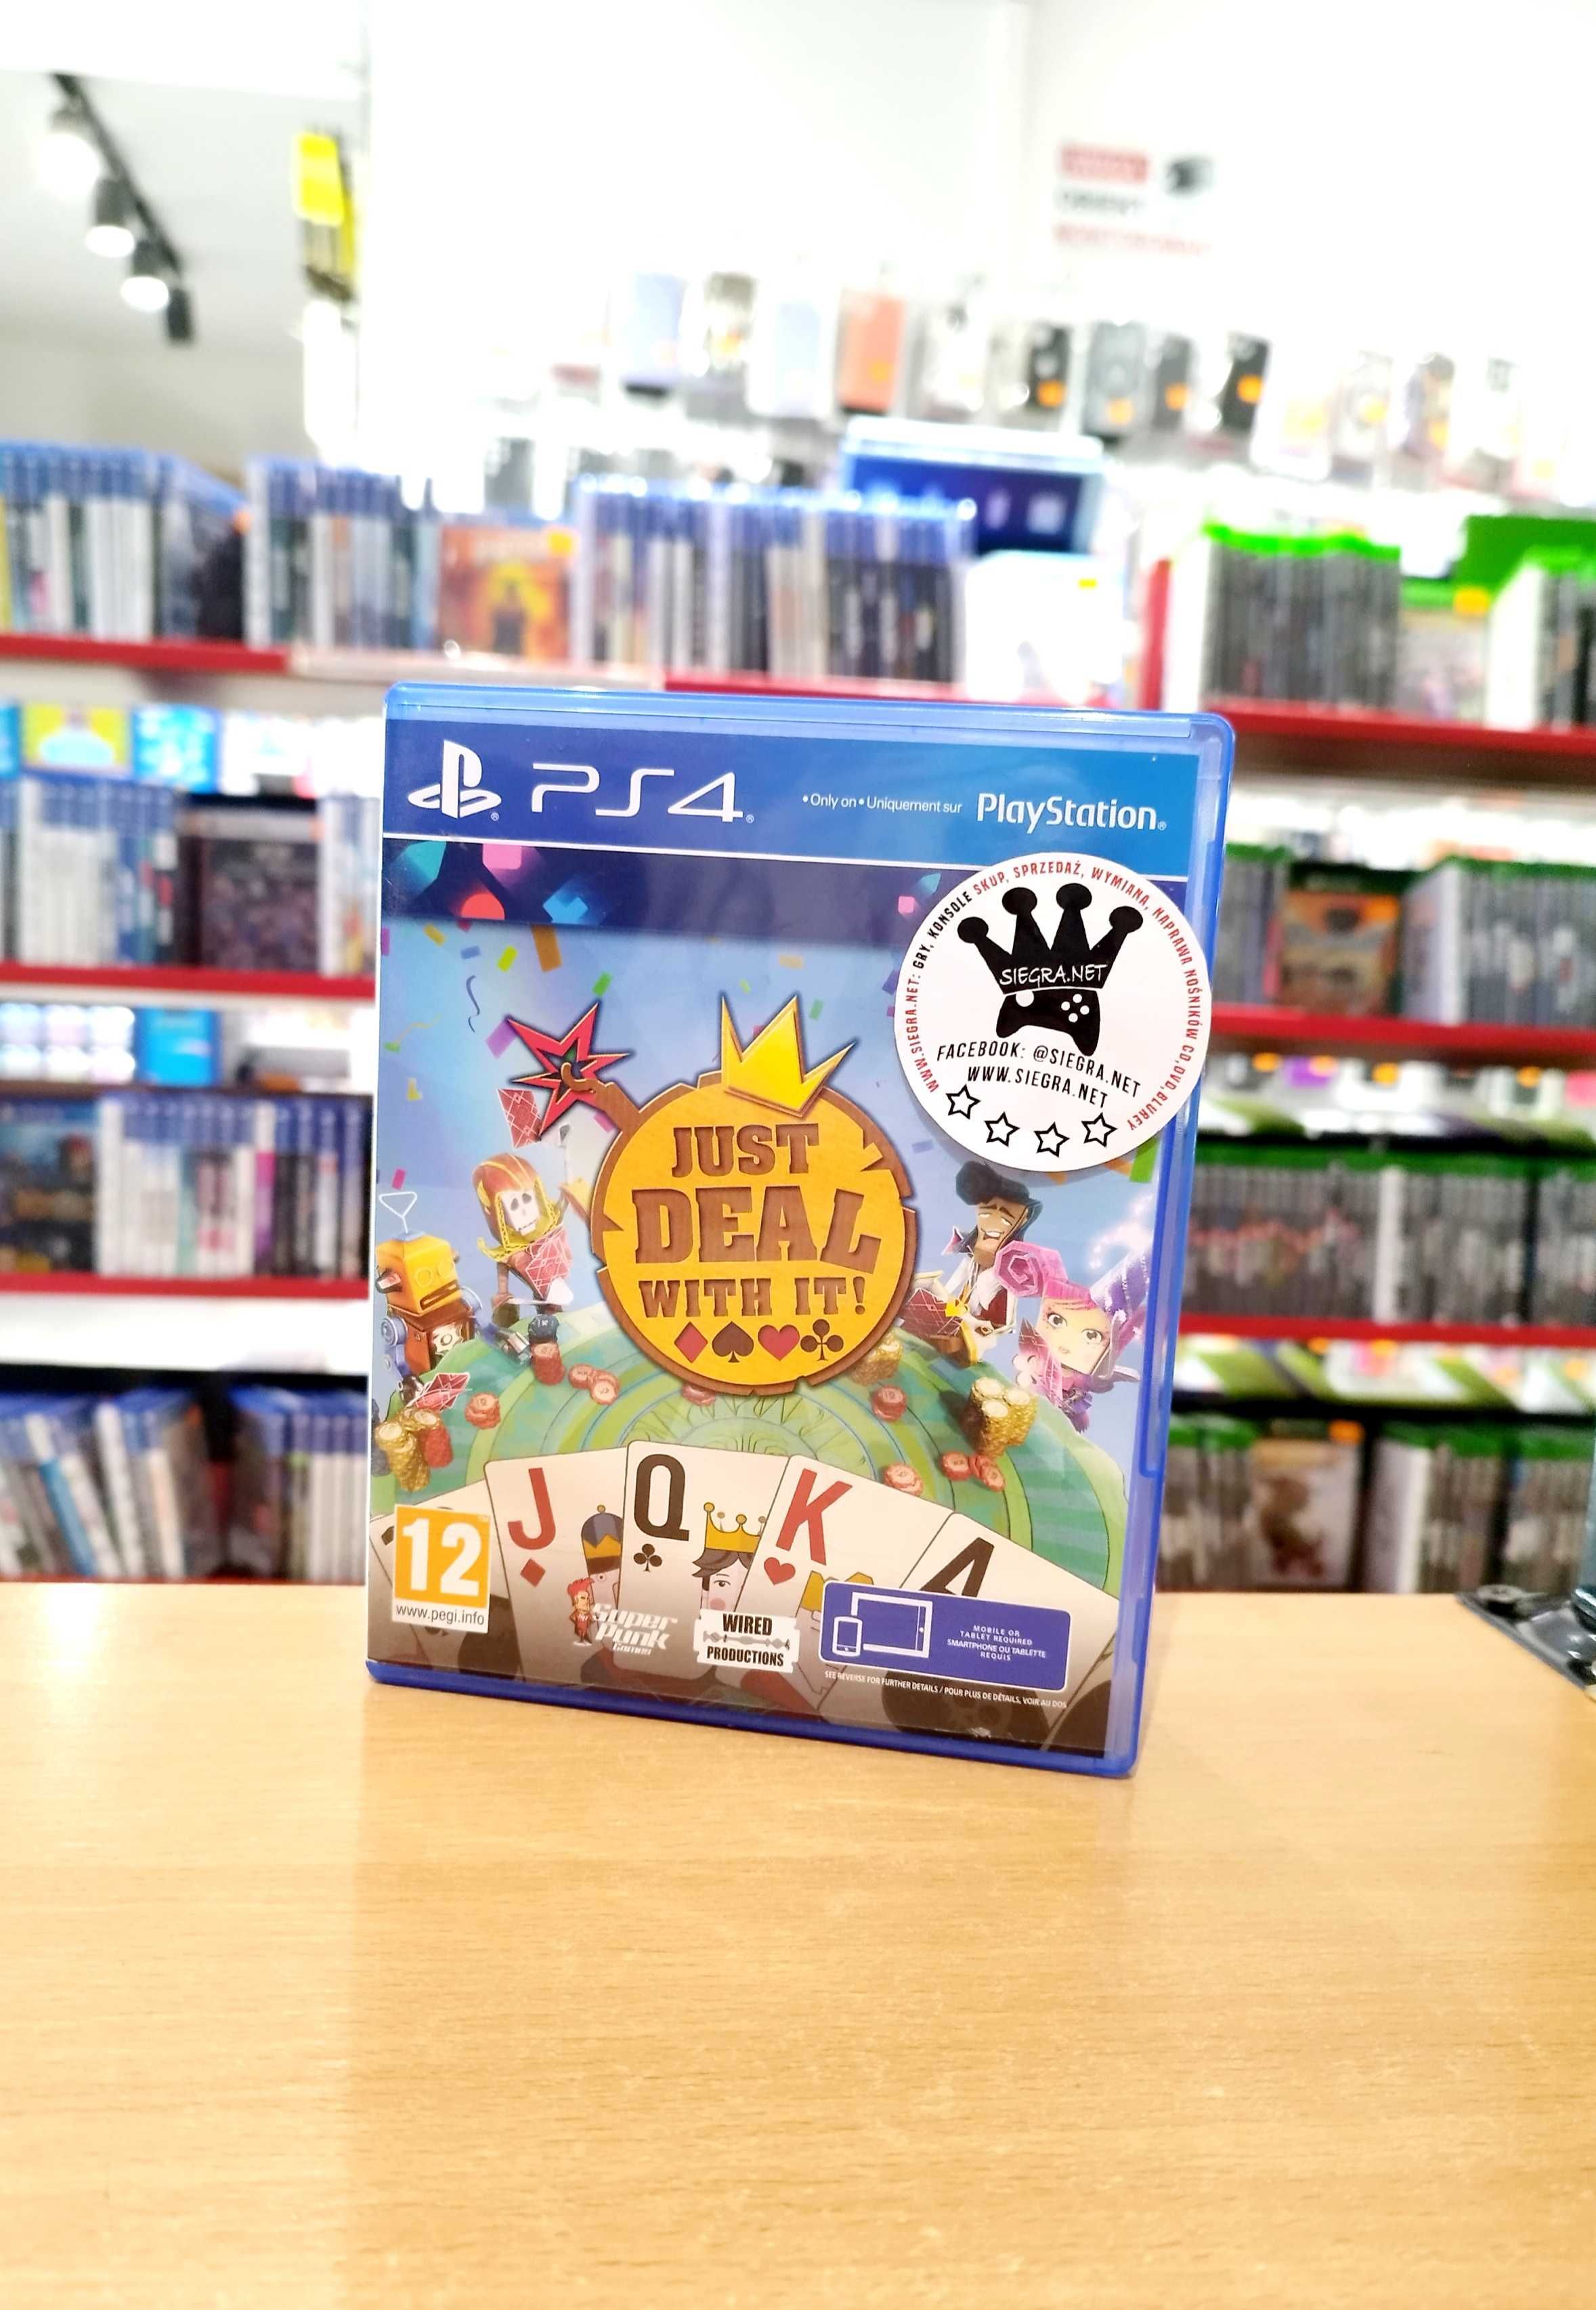 PS4
•Only on•Uniquement sur PlayStation®
WWW.SIEGRA.NET: GRY, KONSOLE SKUP, SPRZEDAŻ, WYMIANA, NAPRAWA NOŚNIKÓW CD,DVD,BLUREY
SIEGRA.NET
FACEBOOK: @SIEGRA.NET
WWW.SIEGRA.NET
JUST
DEAL
WITH IT!
J
Q
K
A
12
www.pegi.info
Super
Punk
Games
WIRED
PRODUCTIONS
MOBILE OR
TABLET REQUIRED
SMARTPHONE OU TABLETTE
REQUIS
SEE REVERSE FOR FURTHER DETAILS / POUR PLUS DE DÉTAILS, VOIR AU DOS